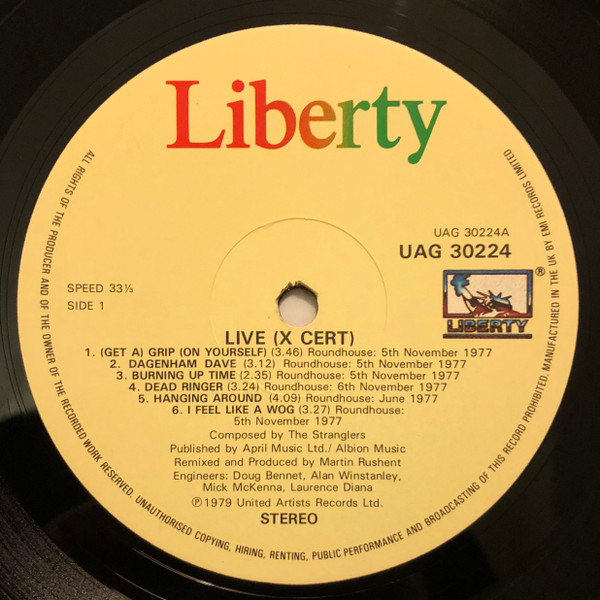 Liberty
UAG 30224A
UAG 30224
SPEED 33⅓
SIDE 1
®
LIBERTY
LIVE (X CERT)
1. (GET A) GRIP (ON YOURSELF) (3.46) Roundhouse: 5th November 1977
2. DAGENHAM DAVE (3.12) Roundhouse: 5th November 1977
3. BURNING UP TIME (2.35) Roundhouse: 5th November 1977
4. DEAD RINGER (3.24) Roundhouse: 6th November 1977
5. HANGING AROUND (4.09) Roundhouse: June 1977
6. I FEEL LIKE A WOG (3.27) Roundhouse:
5th November 1977
Composed by The Stranglers
Published by April Music Ltd./ Albion Music
Remixed and Produced by Martin Rushent
Engineers: Doug Bennet, Alan Winstanley,
Mick McKenna, Laurence Diana
℗1979 United Artists Records Ltd.
STEREO
ALL RIGHTS OF THE PRODUCER AND OF THE OWNER OF THE RECORDED WORK RESERVED. UNAUTHORISED COPYING, HIRING, RENTING, PUBLIC PERFORMANCE AND BROADCASTING OF THIS RECORD PROHIBITED. MANUFACTURED IN THE UK BY EMI RECORDS LIMITED